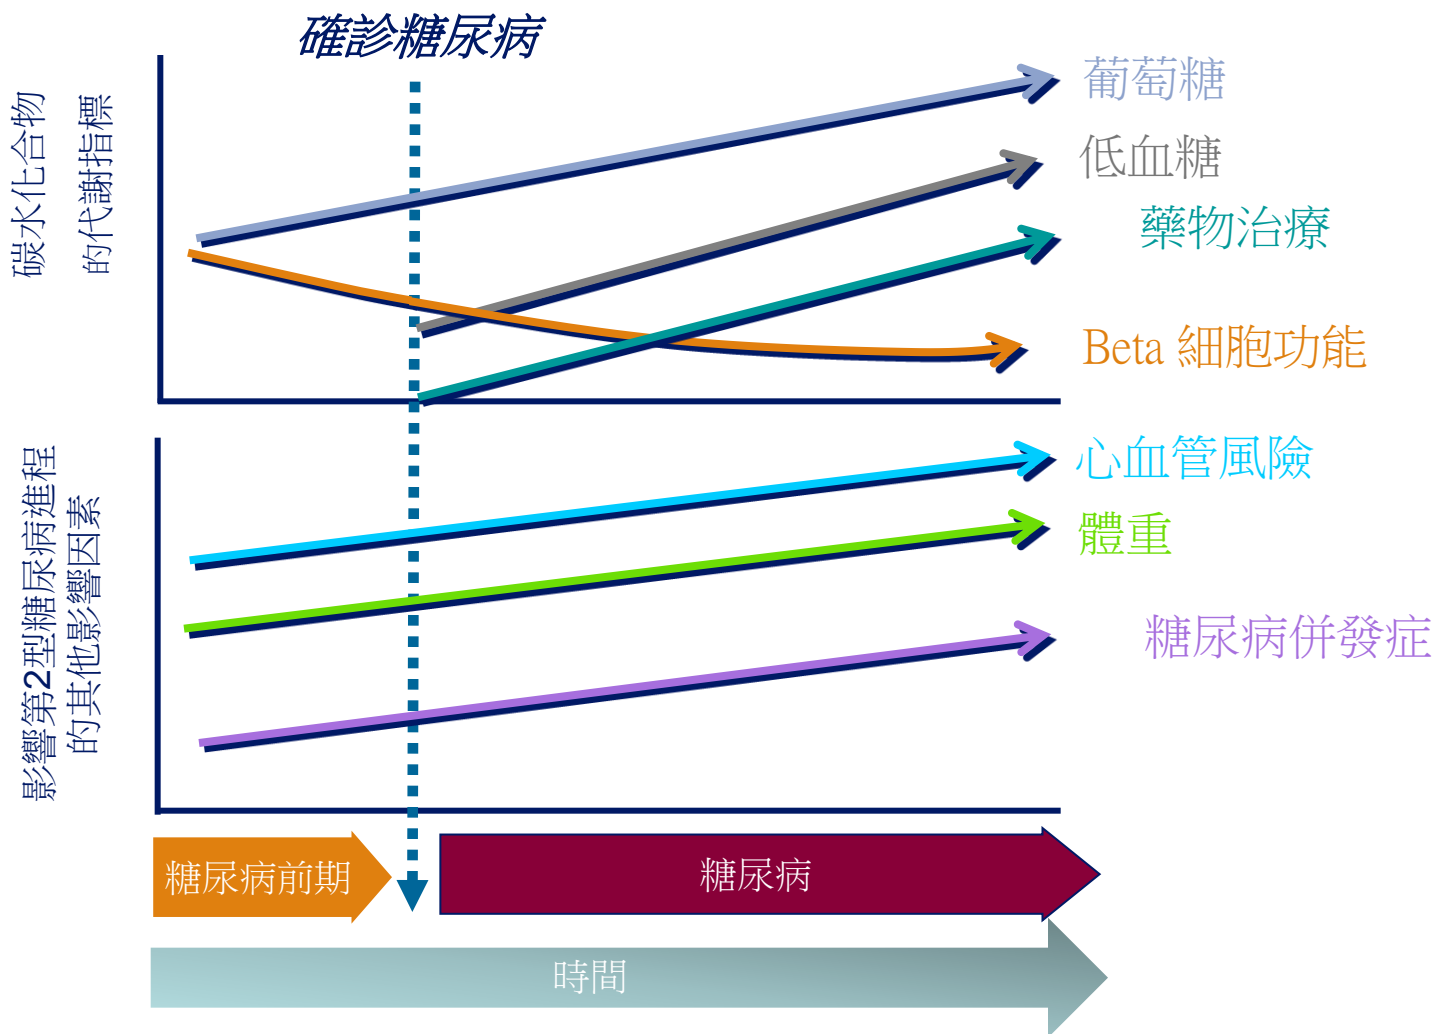 確診糖尿病
碳水化合物
的代謝指標
葡萄糖
低血糖
藥物治療
Beta 細胞功能
影響第2型糖尿病進程
的其他影響因素
心血管風險
體重
糖尿病併發症
糖尿病前期
糖尿病
時間